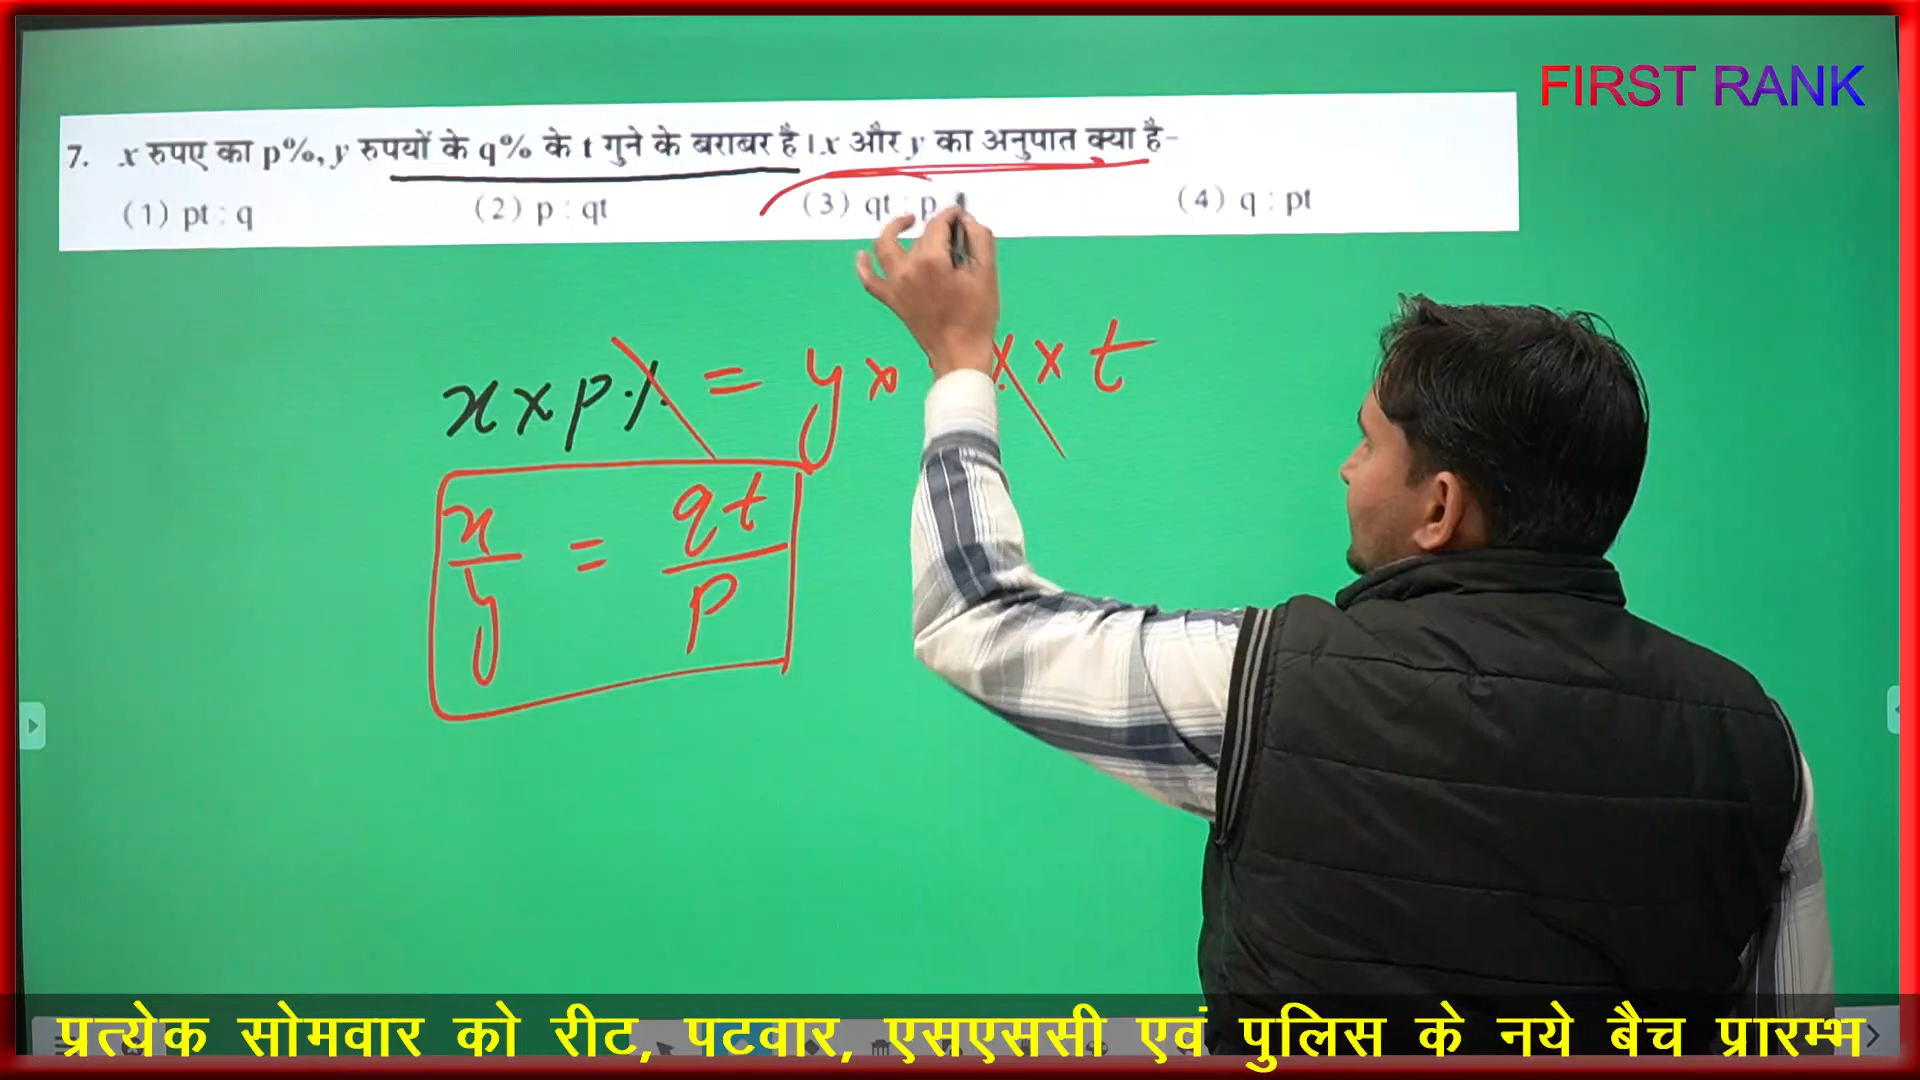 FIRST RANK
7. x रुपए का p%, y रुपयों के q% के t गुने के बराबर है। x और y का अनुपात क्या है-
(1) pt : q (2) p : qt (3) qt : p (4) q : pt
x × p% = y × % × t
x/y = qt/p
प्रत्येक सोमवार को रीट, पटवार, एसएससी एवं पुलिस के नये बैच प्रारम्भ